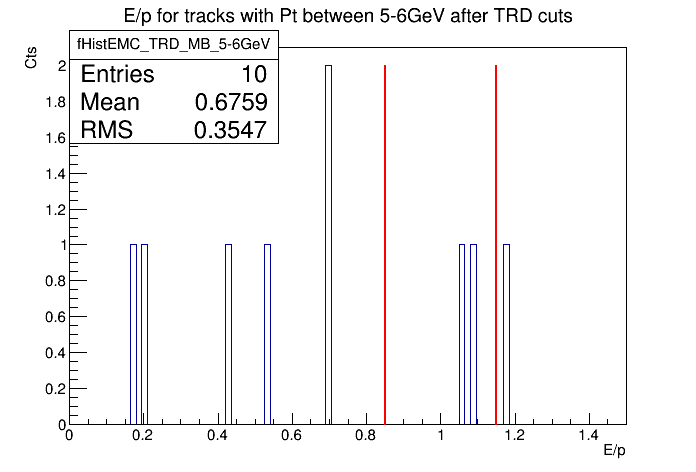 E/p for tracks with Pt between 5-6GeV after TRD cuts
fHistEMC_TRD_MB_5-6GeV
Entries 10
Mean 0.6759
RMS 0.3547
Cts
2
1.8
1.6
1.4
1.2
1
0.8
0.6
0.4
0.2
0
0 0.2 0.4 0.6 0.8 1 1.2 1.4
E/p